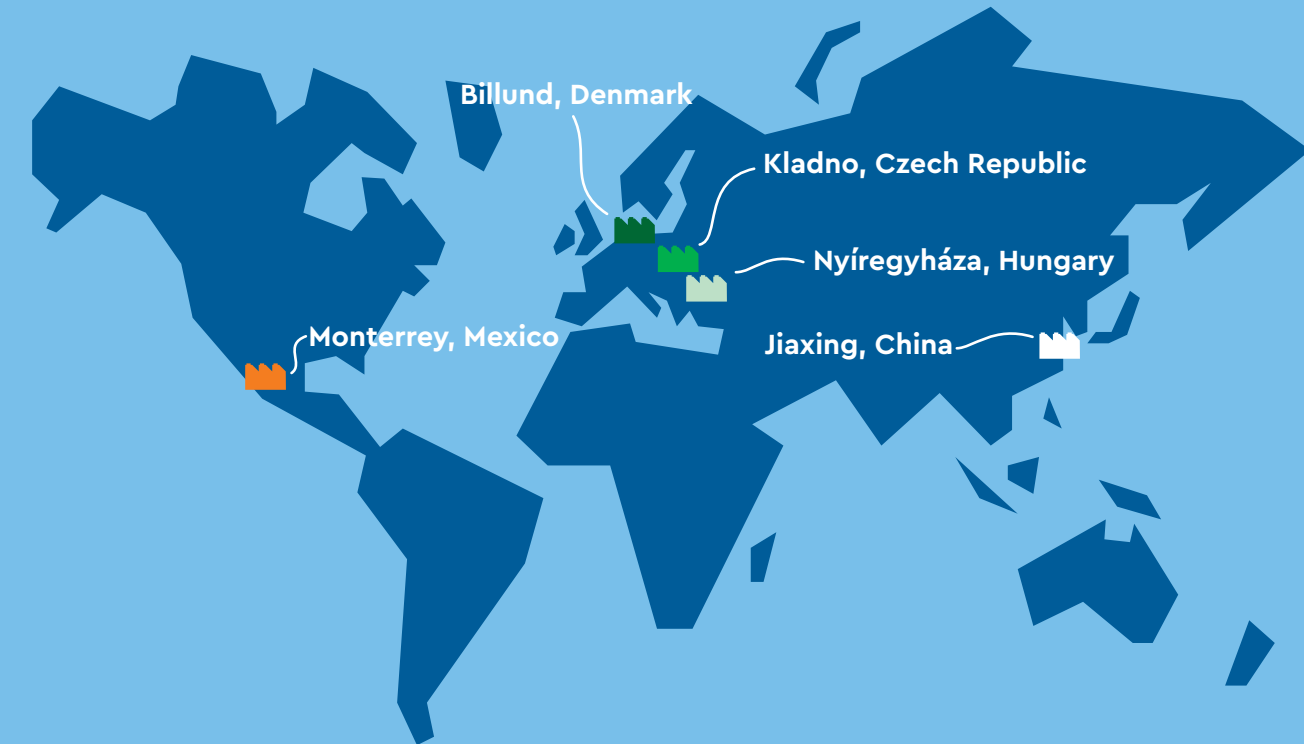 Billund, Denmark
Kladno, Czech Republic
Nyíregyháza, Hungary
Monterrey, Mexico
Jiaxing, China